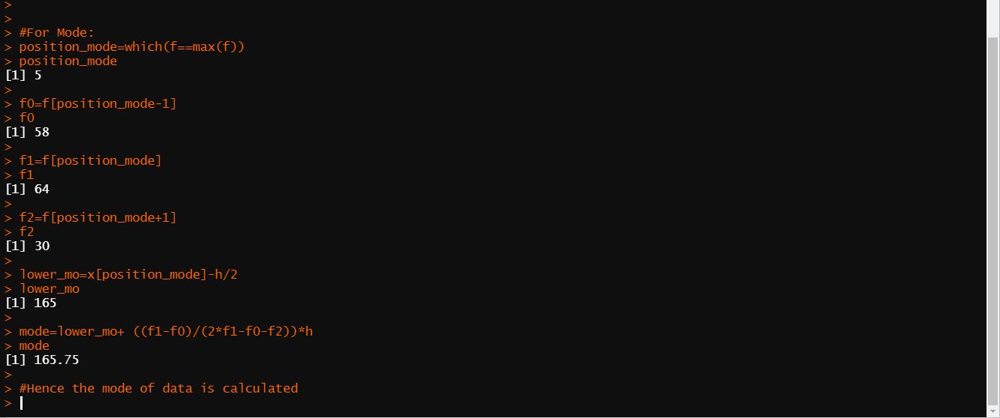 >
>
> #For Mode:
> position_mode=which(f==max(f))
> position_mode
[1] 5
>
> f0=f[position_mode-1]
> f0
[1] 58
>
> f1=f[position_mode]
> f1
[1] 64
>
> f2=f[position_mode+1]
> f2
[1] 30
>
> lower_mo=x[position_mode]-h/2
> lower_mo
[1] 165
>
> mode=lower_mo+ ((f1-f0)/(2*f1-f0-f2))*h
> mode
[1] 165.75
>
> #Hence the mode of data is calculated
>